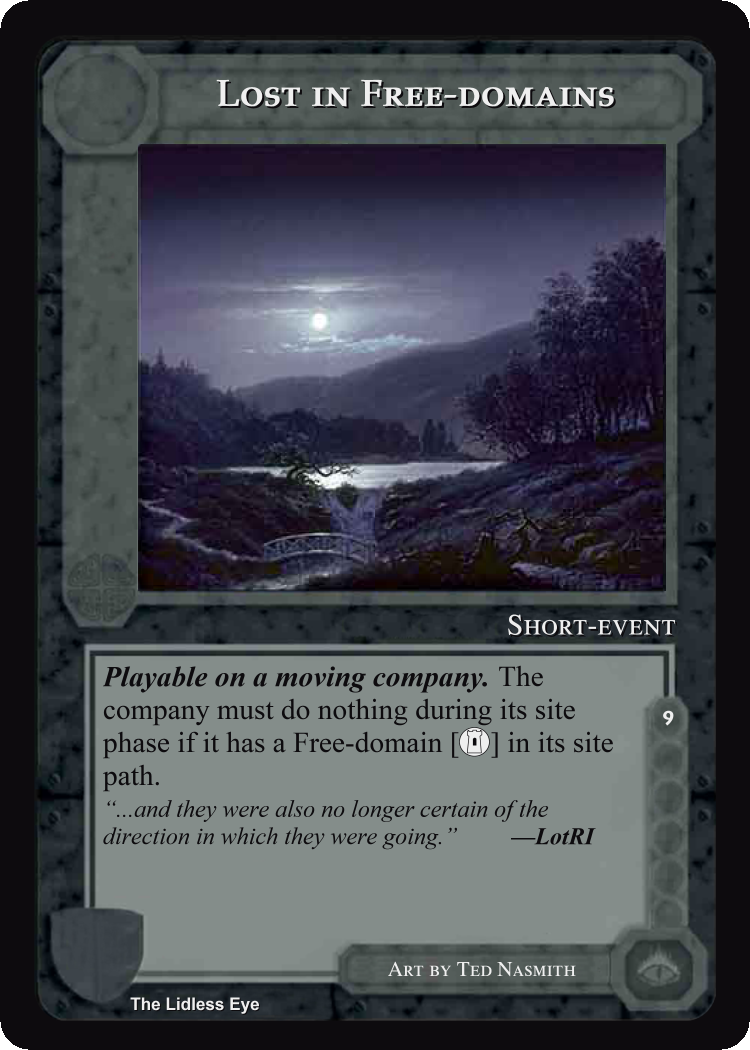 Lost in Free-domains
Short-event
Playable on a moving company. The
company must do nothing during its site
phase if it has a Free-domain [] in its site
path.
9
“...and they were also no longer certain of the
direction in which they were going.” —LotRI
Art by Ted Nasmith
The Lidless Eye